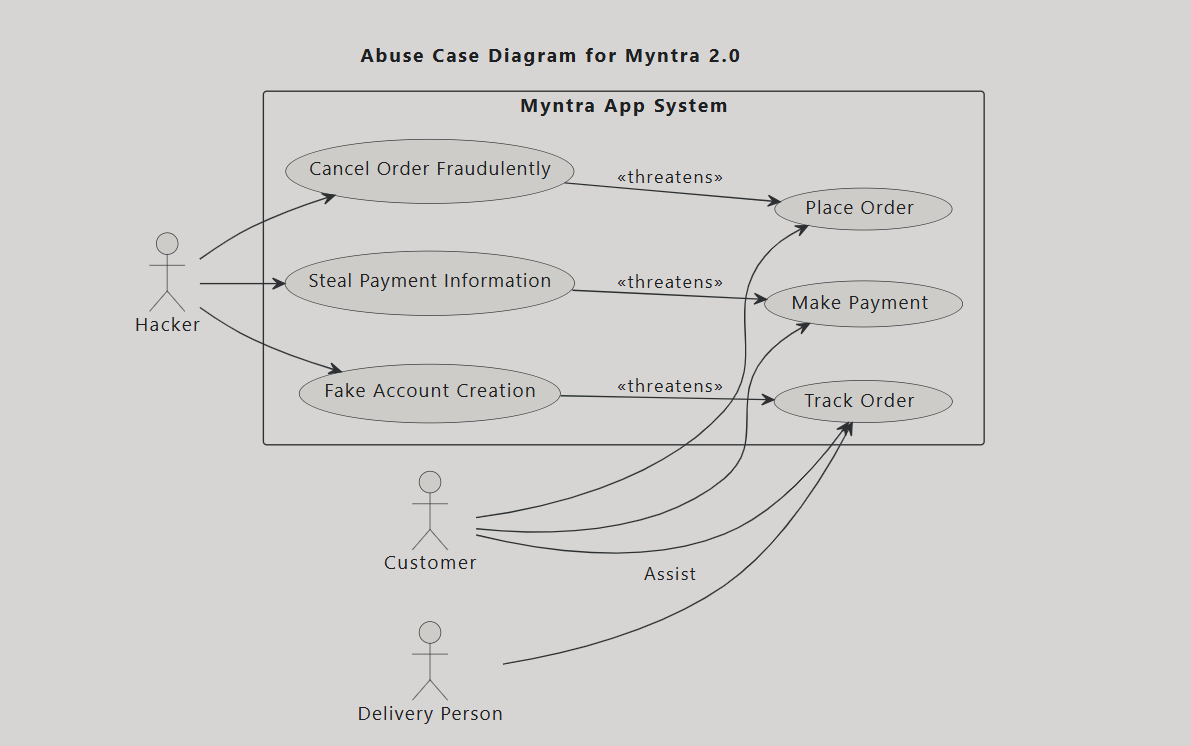 Abuse Case Diagram for Myntra 2.0
Myntra App System
Cancel Order Fraudulently
«threatens»
Place Order
Steal Payment Information
«threatens»
Make Payment
Hacker
Fake Account Creation
«threatens»
Track Order
Customer
Assist
Delivery Person